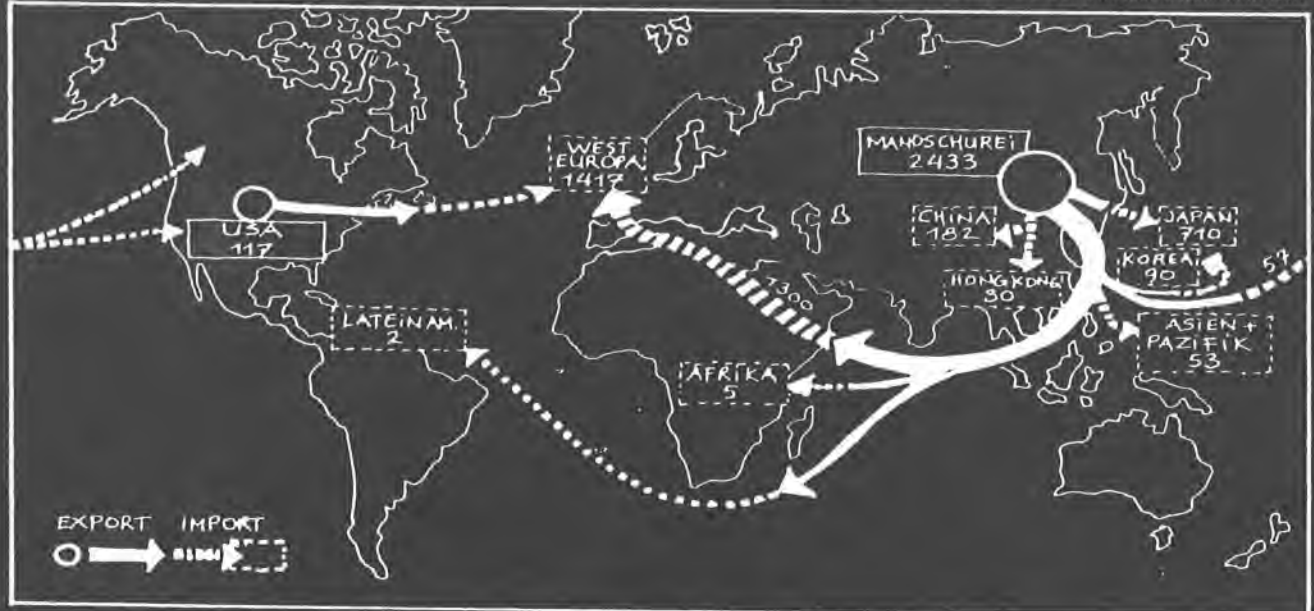 WEST
EUROPA
1417
MANDSCHUREI
2433
USA
117
CHINA
182
JAPAN
710
KOREA
90
57
HONGKONG
30
1300
LATEINAM.
2
AFRIKA
5
ASIEN +
PAZIFIK
53
EXPORT IMPORT